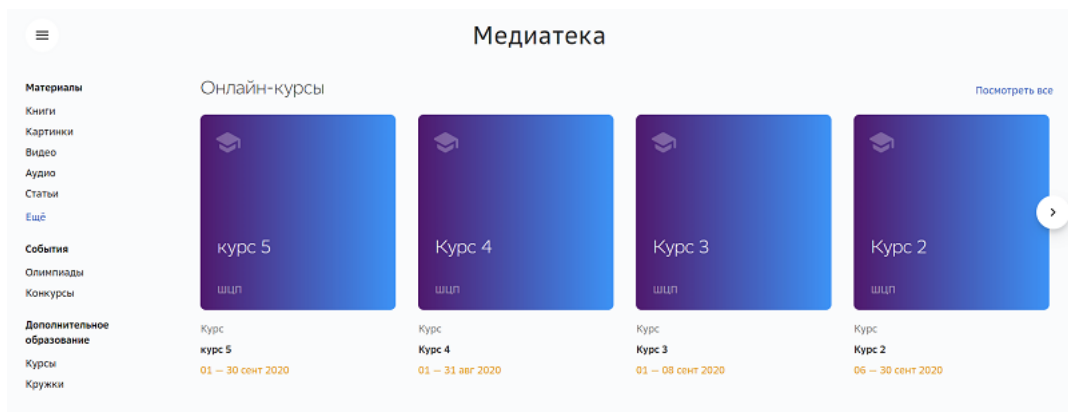 Медиатека
Материалы
Книги
Картинки
Видео
Аудио
Статьи
Ещё
События
Олимпиады
Конкурсы
Дополнительное
образование
Курсы
Кружки
Онлайн-курсы
Посмотреть все
курс 5
шцп
Курс
курс 5
01 — 30 сент 2020
Курс 4
шцп
Курс
Курс 4
01 — 31 авг 2020
Курс 3
шцп
Курс
Курс 3
01 — 08 сент 2020
Курс 2
шцп
Курс
Курс 2
06 — 30 сент 2020